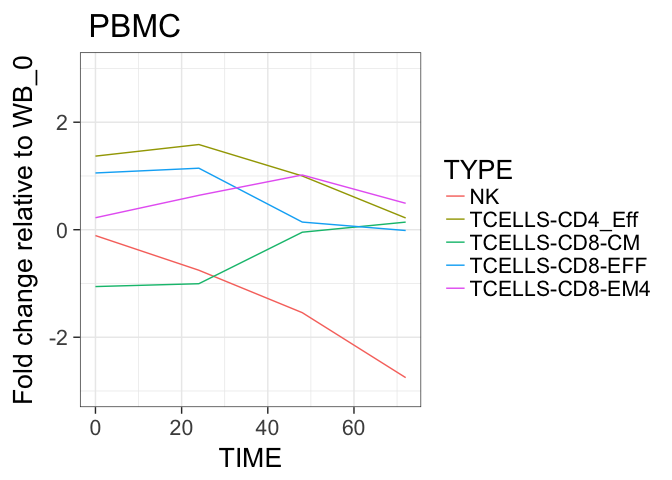 PBMC
Fold change relative to WB_0
2
0
-2
0
20
40
60
TIME
TYPE
NK
TCELLS-CD4_Eff
TCELLS-CD8-CM
TCELLS-CD8-EFF
TCELLS-CD8-EM4